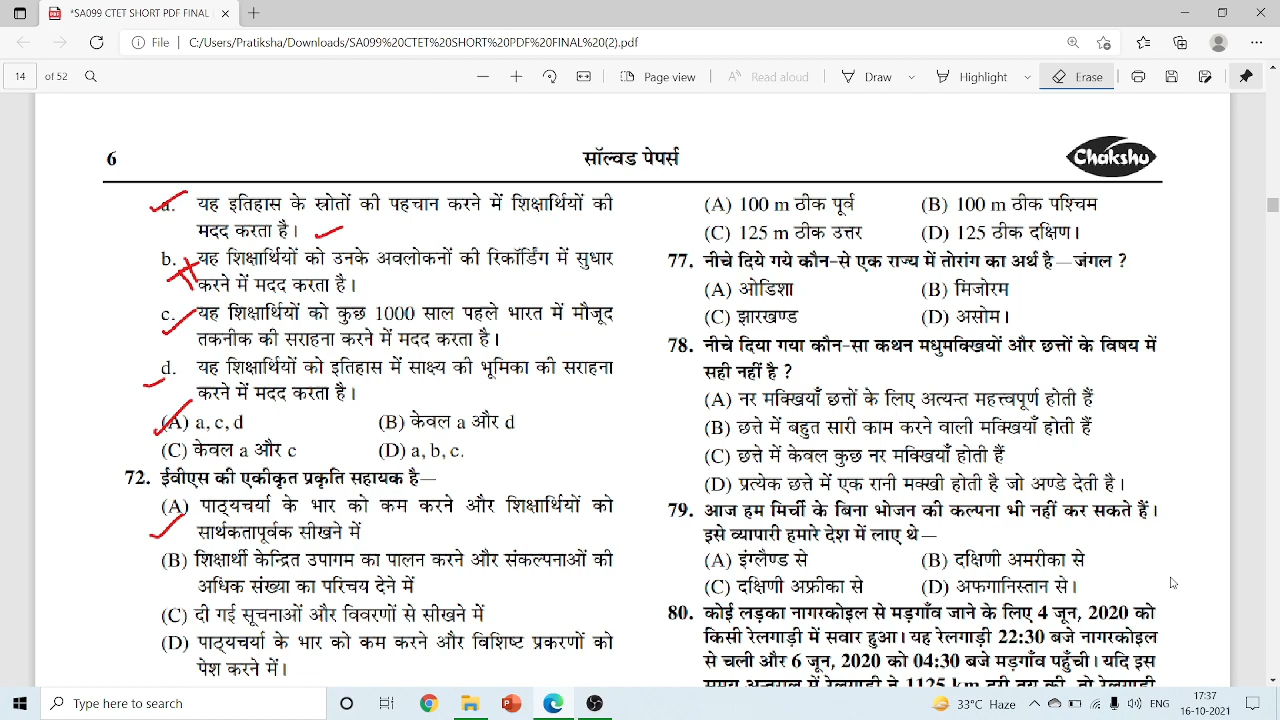 *SA099 CTET SHORT PDF FINAL
File | C:/Users/Pratiksha/Downloads/SA099%20CTET%20SHORT%20PDF%20FINAL%20(2).pdf
14 of 52 Page view Read aloud Draw Highlight Erase
6 सॉल्वड पेपर्स Chakshu
a. यह इतिहास के स्रोतों की पहचान करने में शिक्षार्थियों की
मदद करता है।
b. यह शिक्षार्थियों को उनके अवलोकनों की रिकॉर्डिंग में सुधार
करने में मदद करता है।
c. यह शिक्षार्थियों को कुछ 1000 साल पहले भारत में मौजूद
तकनीक की सराहना करने में मदद करता है।
d. यह शिक्षार्थियों को इतिहास में साक्ष्य की भूमिका की सराहना
करने में मदद करता है।
(A) a, c, d (B) केवल a और d
(C) केवल a और c (D) a, b, c.
72. ईवीएस की एकीकृत प्रकृति सहायक है—
(A) पाठ्यचर्या के भार को कम करने और शिक्षार्थियों को
सार्थकतापूर्वक सीखने में
(B) शिक्षार्थी केन्द्रित उपागम का पालन करने और संकल्पनाओं की
अधिक संख्या का परिचय देने में
(C) दी गई सूचनाओं और विवरणों से सीखने में
(D) पाठ्यचर्या के भार को कम करने और विशिष्ट प्रकरणों को
पेश करने में।
(A) 100 m ठीक पूर्व (B) 100 m ठीक पश्चिम
(C) 125 m ठीक उत्तर (D) 125 ठीक दक्षिण।
77. नीचे दिये गये कौन-से एक राज्य में तोरांग का अर्थ है—जंगल ?
(A) ओडिशा (B) मिजोरम
(C) झारखण्ड (D) असोम।
78. नीचे दिया गया कौन-सा कथन मधुमक्खियों और छत्तों के विषय में
सही नहीं है ?
(A) नर मक्खियाँ छत्तों के लिए अत्यन्त महत्त्वपूर्ण होती हैं
(B) छत्ते में बहुत सारी काम करने वाली मक्खियाँ होती हैं
(C) छत्ते में केवल कुछ नर मक्खियाँ होती हैं
(D) प्रत्येक छत्ते में एक रानी मक्खी होती है जो अण्डे देती है।
79. आज हम मिर्ची के बिना भोजन की कल्पना भी नहीं कर सकते हैं।
इसे व्यापारी हमारे देश में लाए थे—
(A) इंग्लैण्ड से (B) दक्षिणी अमरीका से
(C) दक्षिणी अफ्रीका से (D) अफगानिस्तान से।
80. कोई लड़का नागरकोइल से मड़गाँव जाने के लिए 4 जून, 2020 को
किसी रेलगाड़ी में सवार हुआ। यह रेलगाड़ी 22:30 बजे नागरकोइल
से चली और 6 जून, 2020 को 04:30 बजे मड़गाँव पहुँची। यदि इस
समय अन्तराल में रेलगाड़ी ने 1125 km दूरी तय की, तो रेलगाड़ी
Type here to search 33°C Haze ENG 17:37
16-10-2021